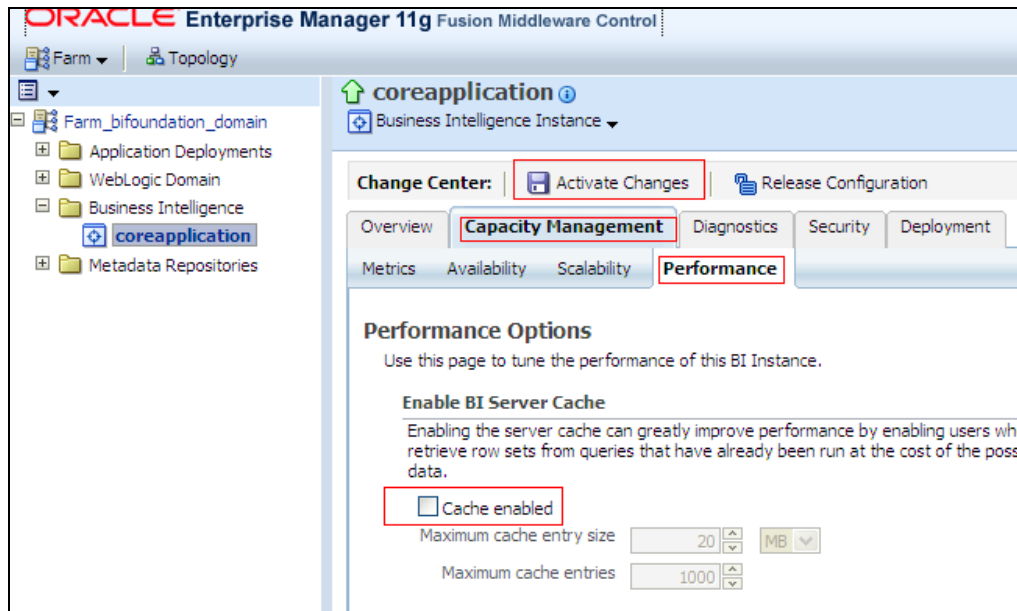 ORACLE Enterprise Manager 11g Fusion Middleware Control
Farm Topology
coreapplication
Business Intelligence Instance
Farm_bifoundation_domain
Application Deployments
WebLogic Domain
Business Intelligence
coreapplication
Metadata Repositories
Change Center: Activate Changes Release Configuration
Overview Capacity Management Diagnostics Security Deployment
Metrics Availability Scalability Performance
Performance Options
Use this page to tune the performance of this BI Instance.
Enable BI Server Cache
Enabling the server cache can greatly improve performance by enabling users wh
retrieve row sets from queries that have already been run at the cost of the poss
data.
Cache enabled
Maximum cache entry size 20 MB
Maximum cache entries 1000